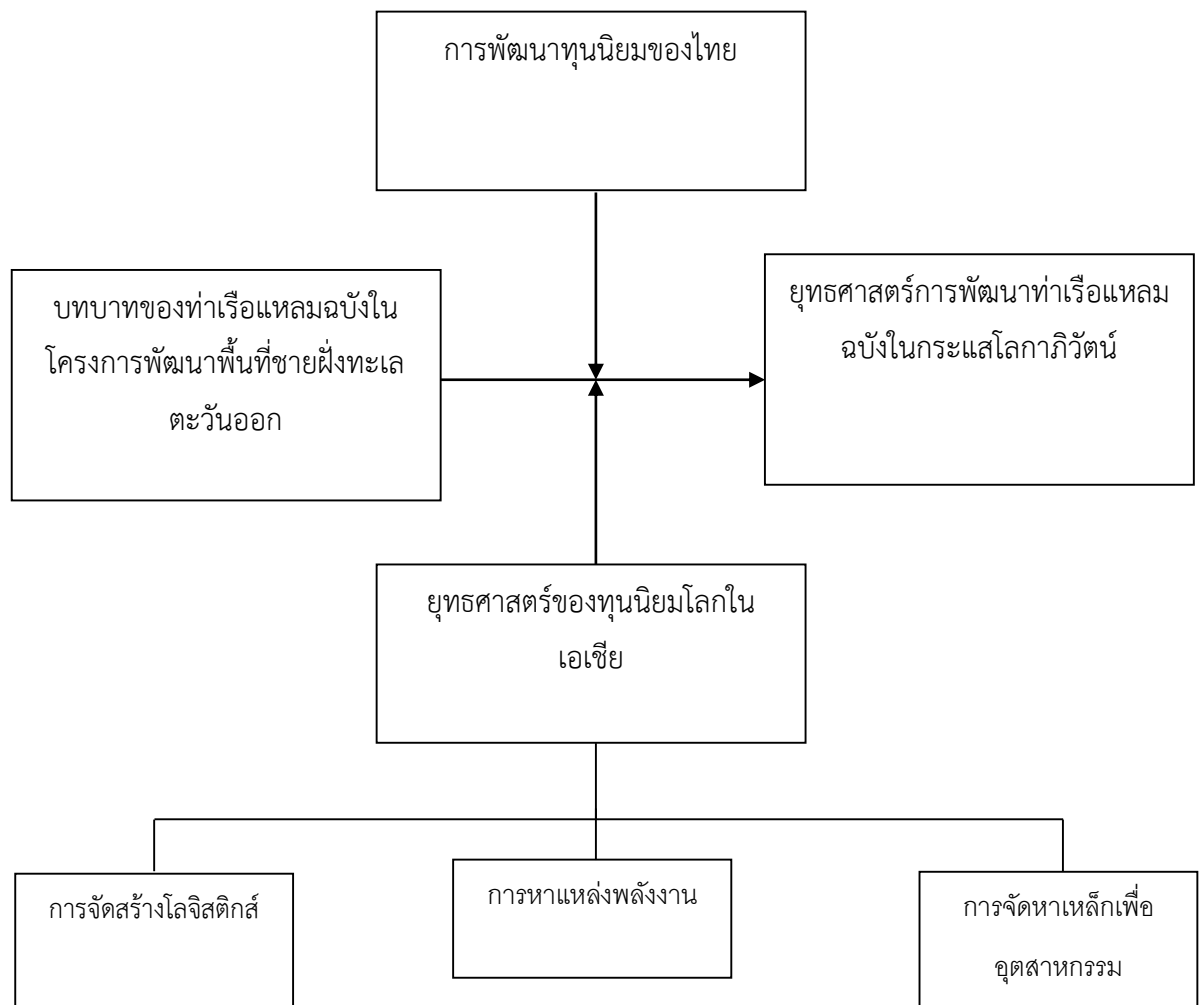 การพัฒนาทุนนิยมของไทย
บทบาทของท่าเรือแหลมฉบังใน
โครงการพัฒนาพื้นที่ชายฝั่งทะเล
ตะวันออก
ยุทธศาสตร์การพัฒนาท่าเรือแหลม
ฉบังในกระแสโลกาภิวัตน์
ยุทธศาสตร์ของทุนนิยมโลกใน
เอเชีย
การจัดสร้างโลจิสติกส์
การหาแหล่งพลังงาน
การจัดหาเหล็กเพื่อ
อุตสาหกรรม